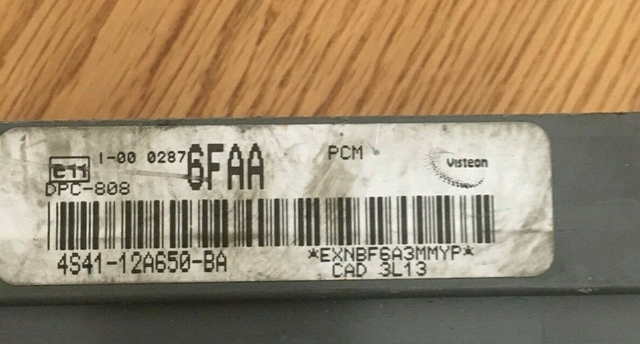 e11 1-00 0287 6FAA PCM Visteon
DPC-808
4S41-12A650-BA *EXNBF6A3MMYP*
CAD 3L13